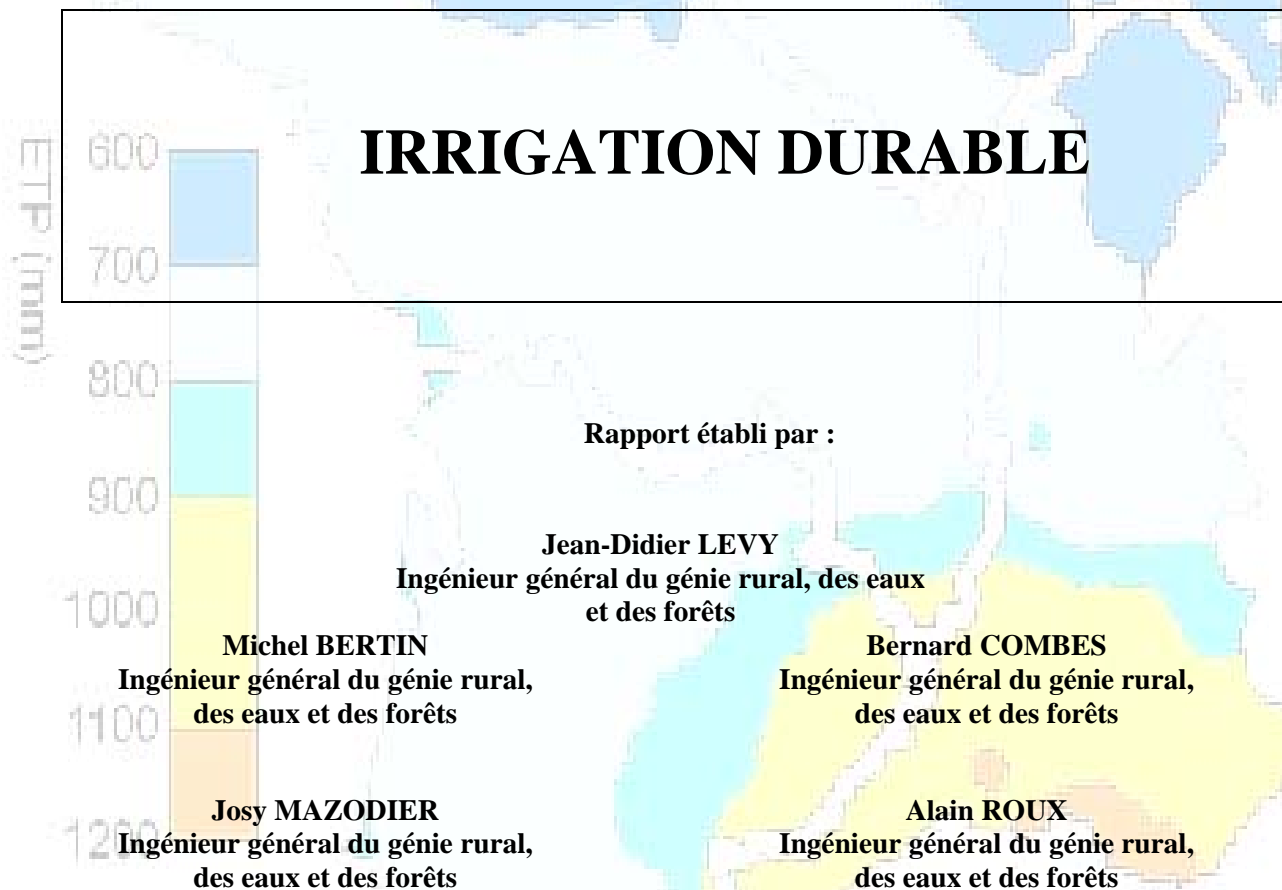 IRRIGATION DURABLE
ETP (mm)
600
700
800
900
1000
1100
1200
Rapport établi par :
Jean-Didier LEVY
Ingénieur général du génie rural, des eaux
et des forêts
Michel BERTIN
Ingénieur général du génie rural,
des eaux et des forêts
Bernard COMBES
Ingénieur général du génie rural,
des eaux et des forêts
Josy MAZODIER
Ingénieur général du génie rural,
des eaux et des forêts
Alain ROUX
Ingénieur général du génie rural,
des eaux et des forêts